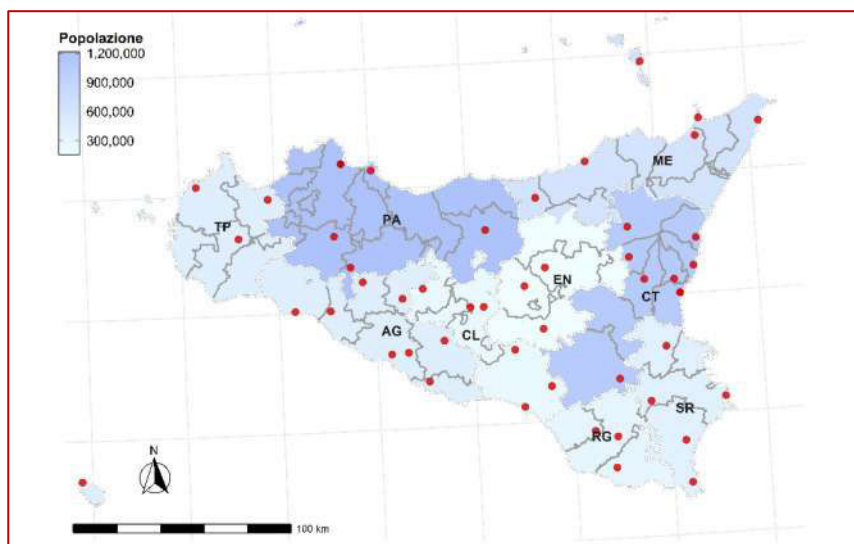 Popolazione
1,200,000
900,000
600,000
300,000
ME
PA
TP
EN
CT
AG
CL
SR
RG
N
100 km